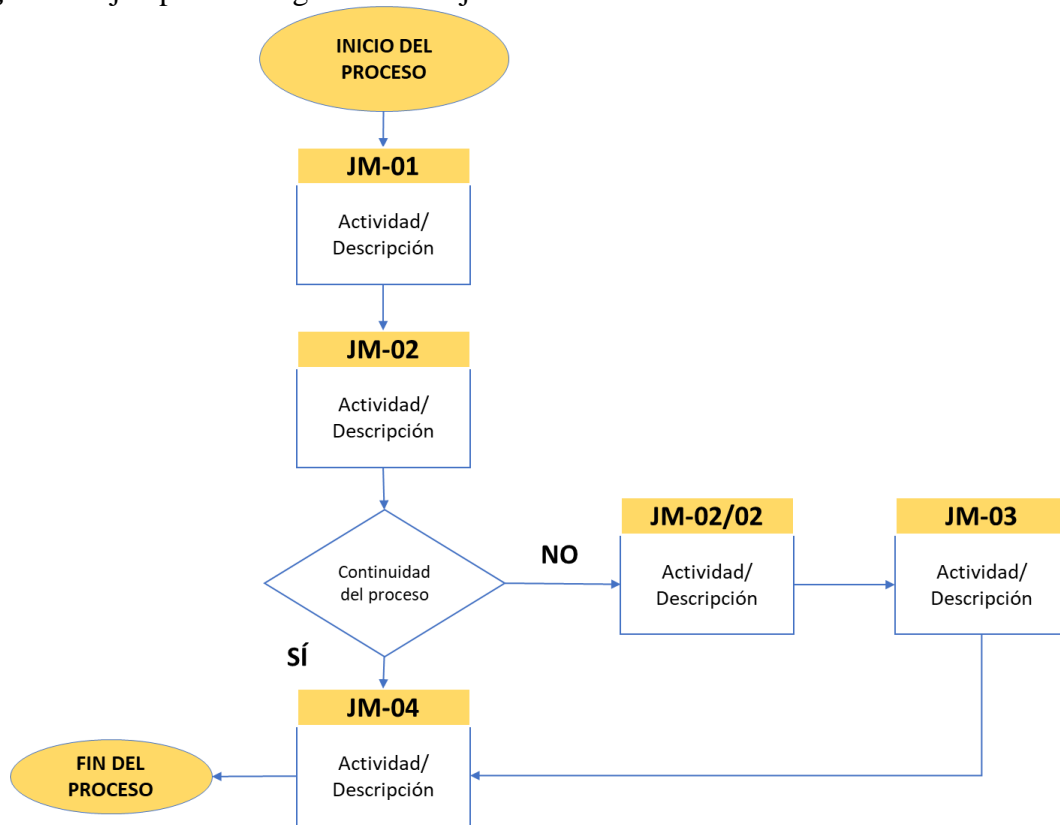 INICIO DEL
PROCESO
JM-01
Actividad/
Descripción
JM-02
Actividad/
Descripción
Continuidad
del proceso
NO
JM-02/02
Actividad/
Descripción
JM-03
Actividad/
Descripción
SÍ
JM-04
Actividad/
Descripción
FIN DEL
PROCESO